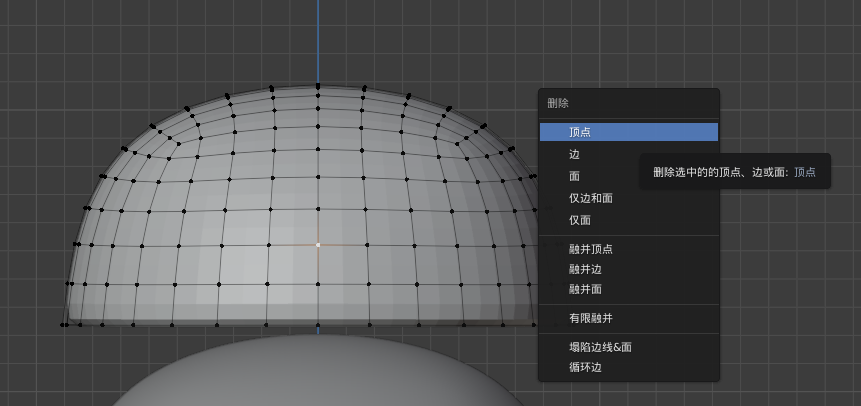 删除
顶点
边
面
仅边和面
仅面
融并顶点
融并边
融并面
有限融并
塌陷边线&面
循环边
删除选中的的顶点、边或面: 顶点